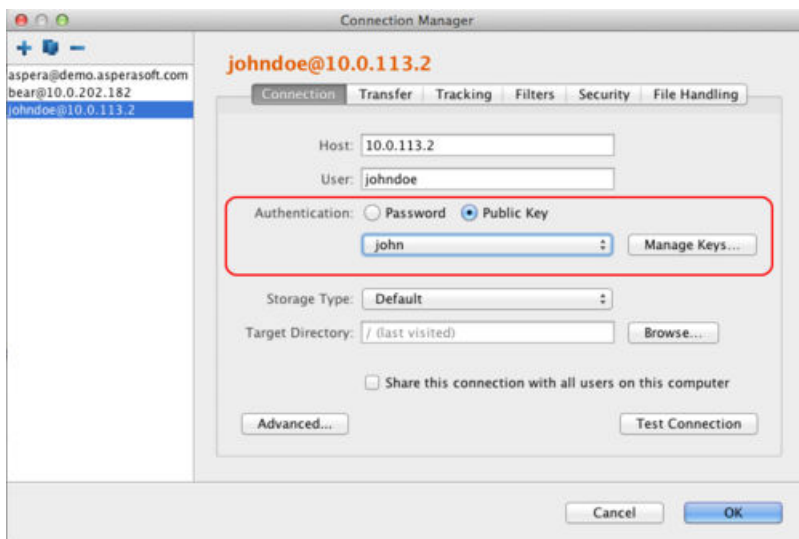 Connection Manager
aspera@demo.asperasoft.com
bear@10.0.202.182
johndoe@10.0.113.2
johndoe@10.0.113.2
Connection Transfer Tracking Filters Security File Handling
Host: 10.0.113.2
User: johndoe
Authentication: Password Public Key
john Manage Keys...
Storage Type: Default
Target Directory: / (last visited) Browse...
Share this connection with all users on this computer
Advanced... Test Connection
Cancel OK